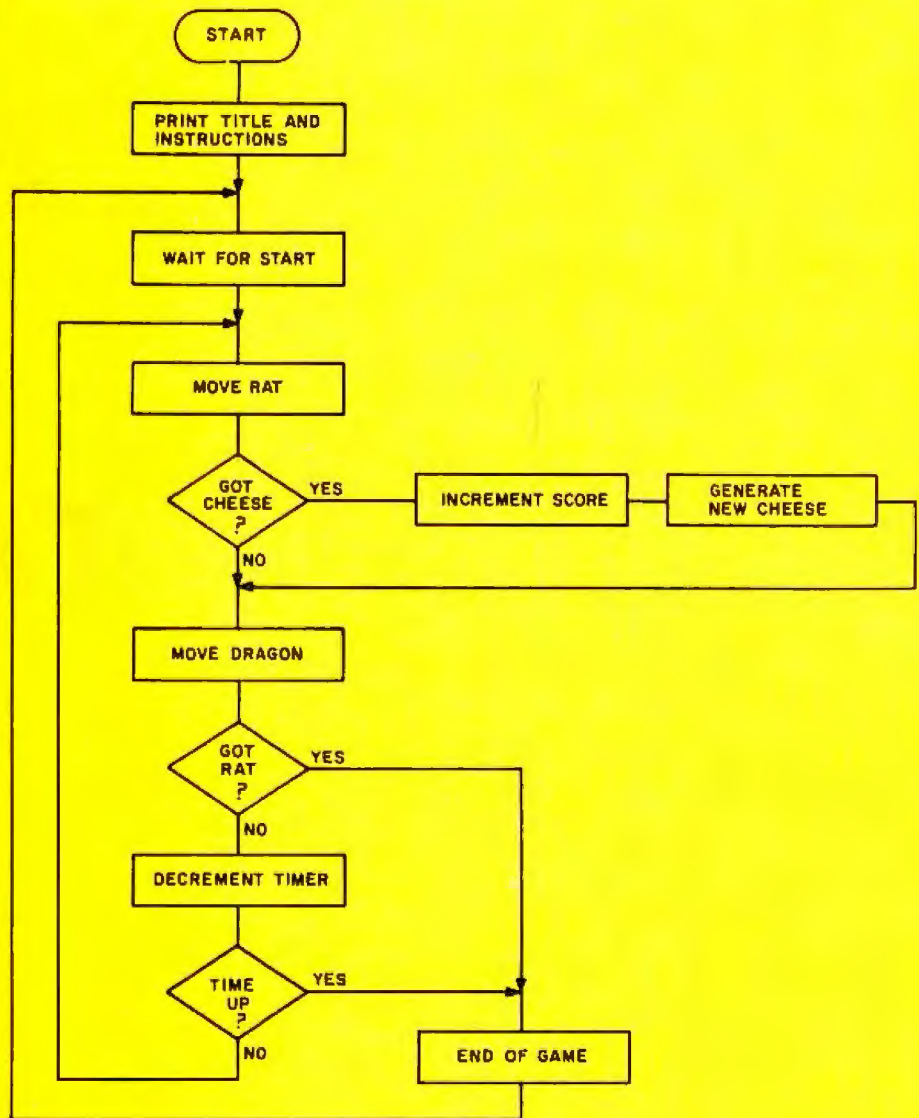 START
PRINT TITLE AND
INSTRUCTIONS
WAIT FOR START
MOVE RAT
GOT
CHEESE
?
YES
INCREMENT SCORE
GENERATE
NEW CHEESE
NO
MOVE DRAGON
GOT
RAT
?
YES
NO
DECREMENT TIMER
TIME
UP
?
YES
NO
END OF GAME